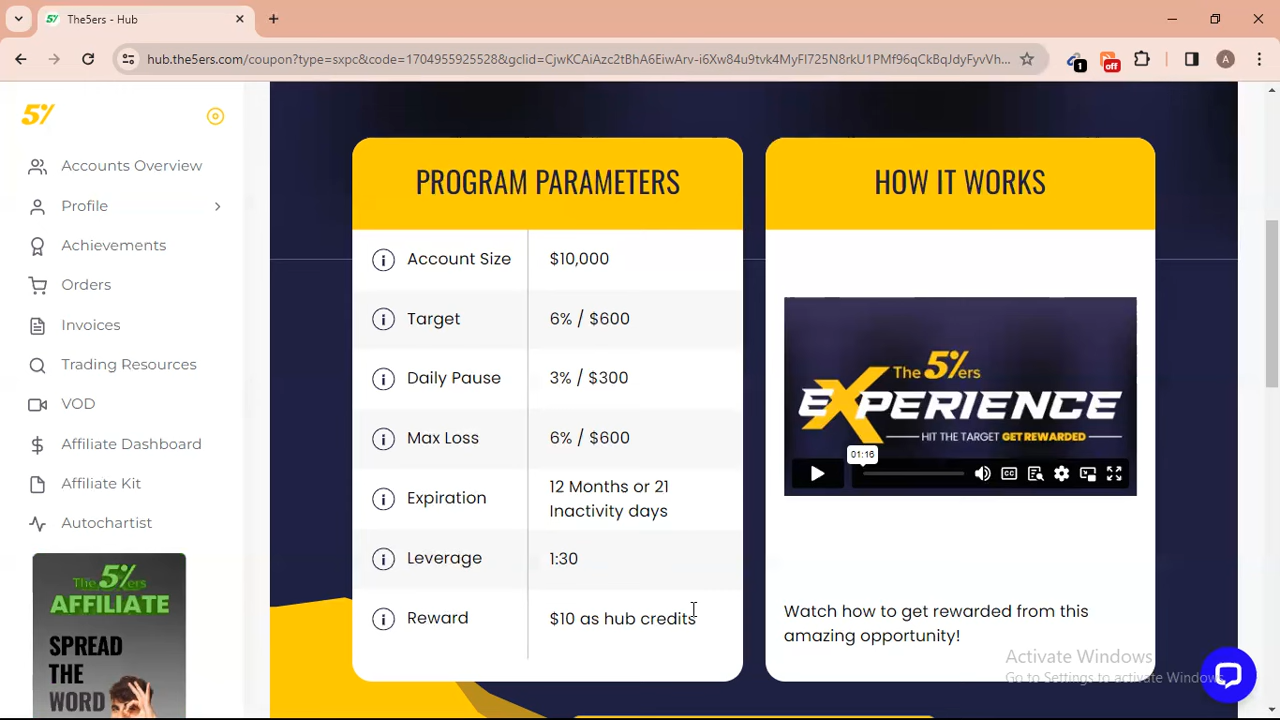 The5ers - Hub
hub.the5ers.com/coupon?type=sxpc&code=1704955925528&gclid=CjwKCAiAzc2tBhA6EiwArv-i6Xw84u9tvk4MyFI725N8rkU1PMf96qCkBqJdyFyvVh...
1
off
A
5%
Accounts Overview
Profile
Achievements
Orders
Invoices
Trading Resources
VOD
Affiliate Dashboard
Affiliate Kit
Autochartist
The 5%ers
AFFILIATE
SPREAD
THE
WORD
PROGRAM PARAMETERS
Account Size $10,000
Target 6% / $600
Daily Pause 3% / $300
Max Loss 6% / $600
Expiration 12 Months or 21
Inactivity days
Leverage 1:30
Reward $10 as hub credits
HOW IT WORKS
The 5%ers
EXPERIENCE
HIT THE TARGET GET REWARDED
01:16
CC
Watch how to get rewarded from this
amazing opportunity!
Activate Windows
Go to Settings to activate Windows.